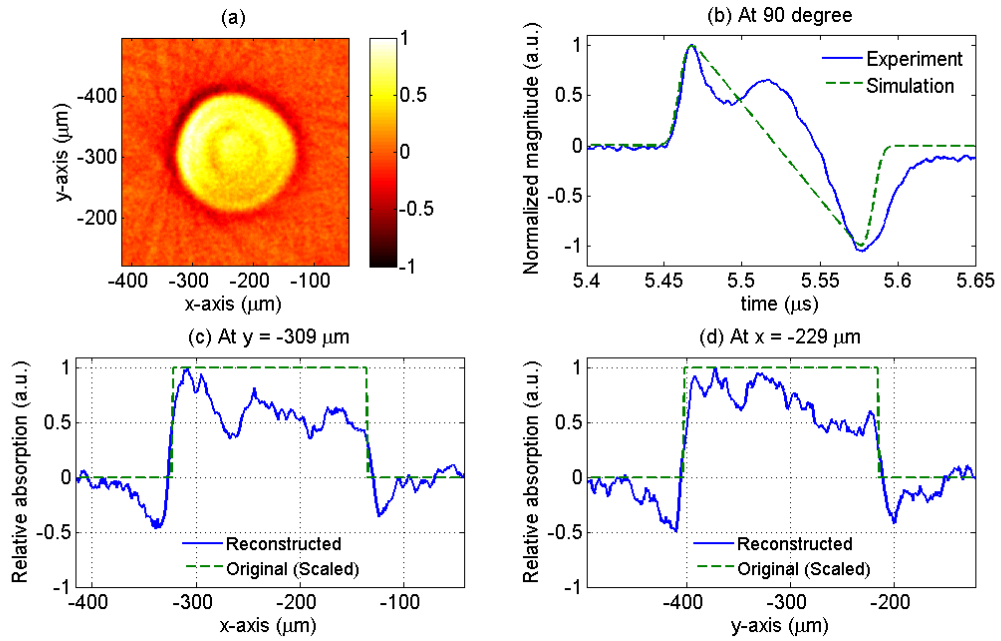 (a)
y-axis (μm)
-400
-300
-200
-400
-300
-200
-100
x-axis (μm)
1
0.5
0
-0.5
-1
(b) At 90 degree
Normalized magnitude (a.u.)
1
0.5
0
-0.5
-1
Experiment
Simulation
5.4
5.45
5.5
5.55
5.6
5.65
time (μs)
(c) At y = -309 μm
Relative absorption (a.u.)
1
0.5
0
-0.5
-1
Reconstructed
Original (Scaled)
-400
-300
-200
-100
x-axis (μm)
(d) At x = -229 μm
Relative absorption (a.u.)
1
0.5
0
-0.5
-1
Reconstructed
Original (Scaled)
-400
-300
-200
y-axis (μm)